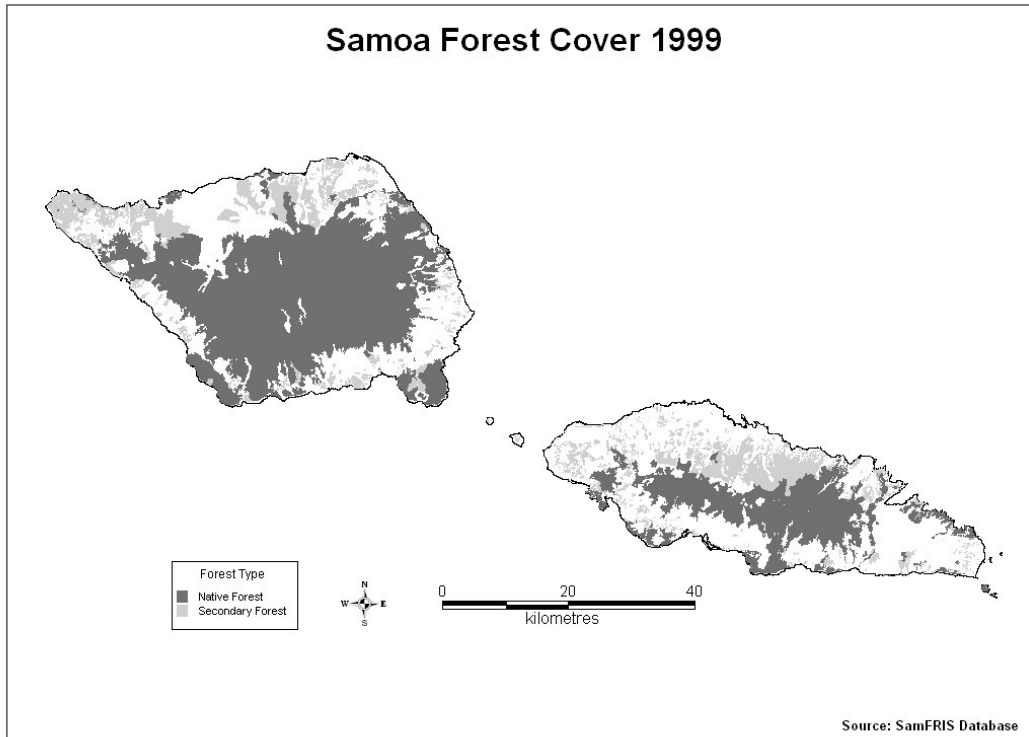 Samoa Forest Cover 1999
Forest Type
Native Forest
Secondary Forest
N
W E
S
0 20 40
kilometres
Source: SamFRIS Database